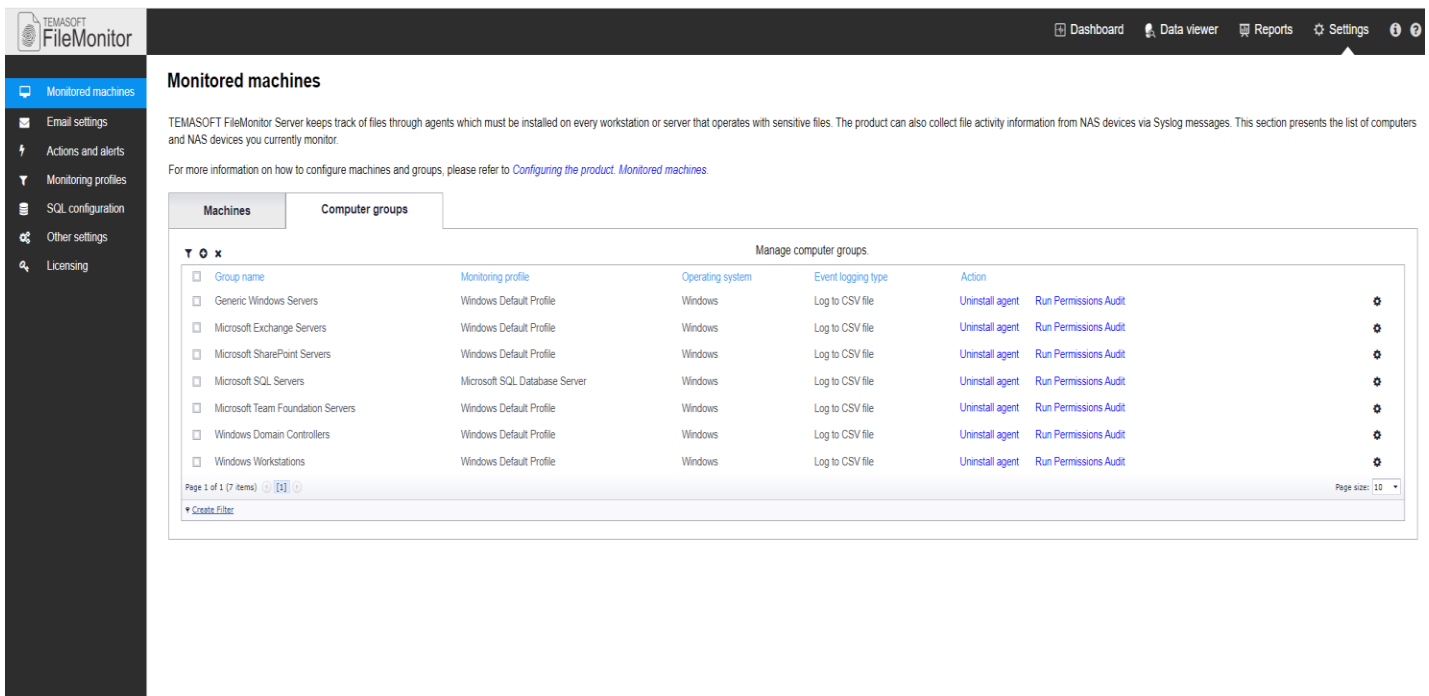 TEMASOFT
FileMonitor
Dashboard
Data viewer
Reports
Settings
Monitored machines
Email settings
Actions and alerts
Monitoring profiles
SQL configuration
Other settings
Licensing
Monitored machines
TEMASOFT FileMonitor Server keeps track of files through agents which must be installed on every workstation or server that operates with sensitive files. The product can also collect file activity information from NAS devices via Syslog messages. This section presents the list of computers
and NAS devices you currently monitor.
For more information on how to configure machines and groups, please refer to Configuring the product. Monitored machines.
Machines Computer groups
Manage computer groups.
Group name Monitoring profile Operating system Event logging type Action
Generic Windows Servers Windows Default Profile Windows Log to CSV file Uninstall agent Run Permissions Audit
Microsoft Exchange Servers Windows Default Profile Windows Log to CSV file Uninstall agent Run Permissions Audit
Microsoft SharePoint Servers Windows Default Profile Windows Log to CSV file Uninstall agent Run Permissions Audit
Microsoft SQL Servers Microsoft SQL Database Server Windows Log to CSV file Uninstall agent Run Permissions Audit
Microsoft Team Foundation Servers Windows Default Profile Windows Log to CSV file Uninstall agent Run Permissions Audit
Windows Domain Controllers Windows Default Profile Windows Log to CSV file Uninstall agent Run Permissions Audit
Windows Workstations Windows Default Profile Windows Log to CSV file Uninstall agent Run Permissions Audit
Page 1 of 1 (7 items) [1] Page size: 10
Create Filter